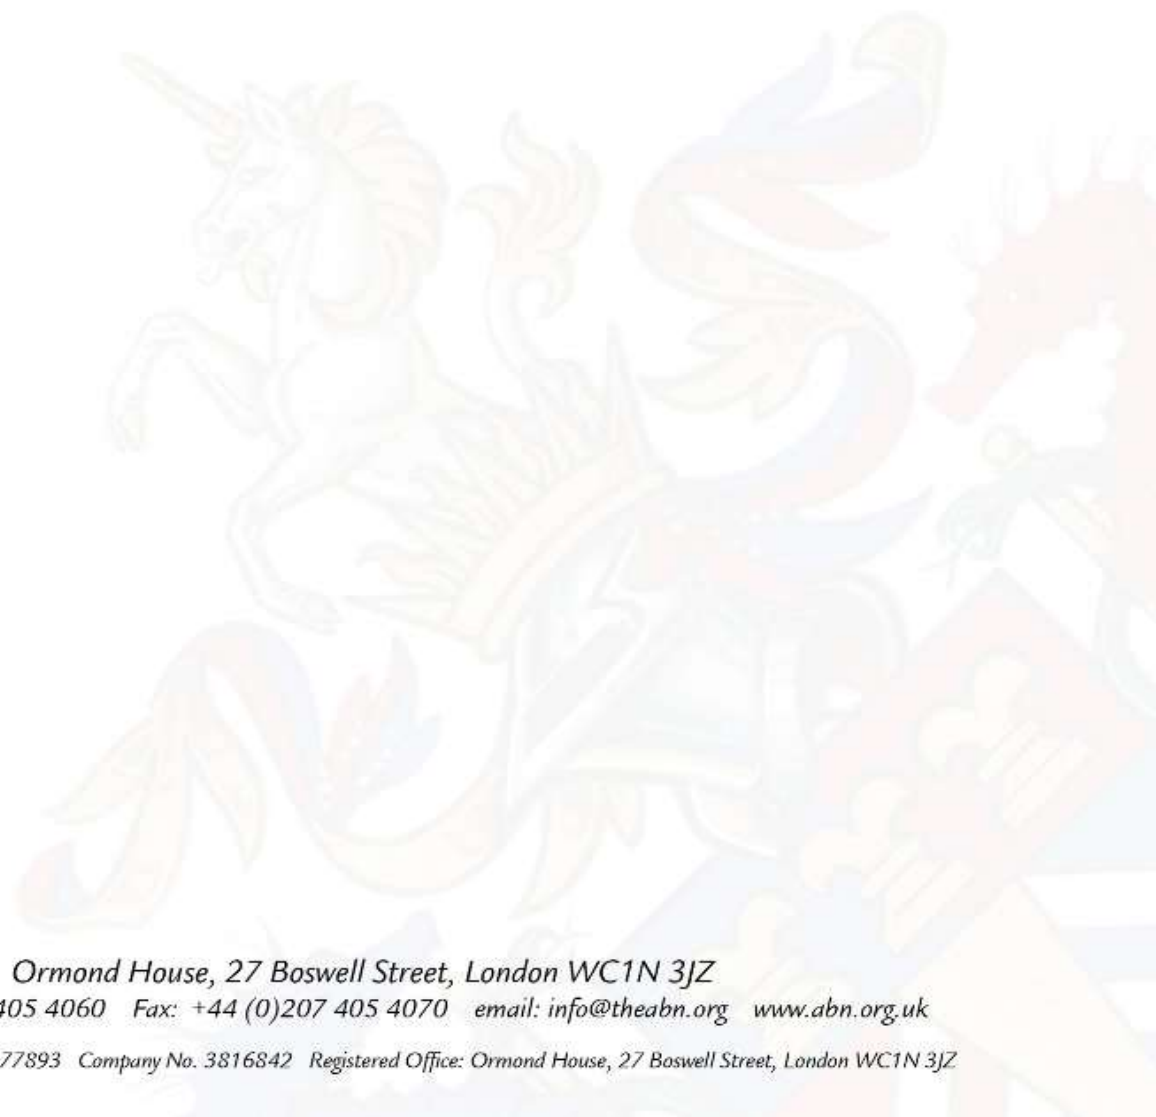 Ormond House, 27 Boswell Street, London WC1N 3JZ
405 4060 Fax: +44 (0)207 405 4070 email: info@theabn.org www.abn.org.uk
77893 Company No. 3816842 Registered Office: Ormond House, 27 Boswell Street, London WC1N 3JZ